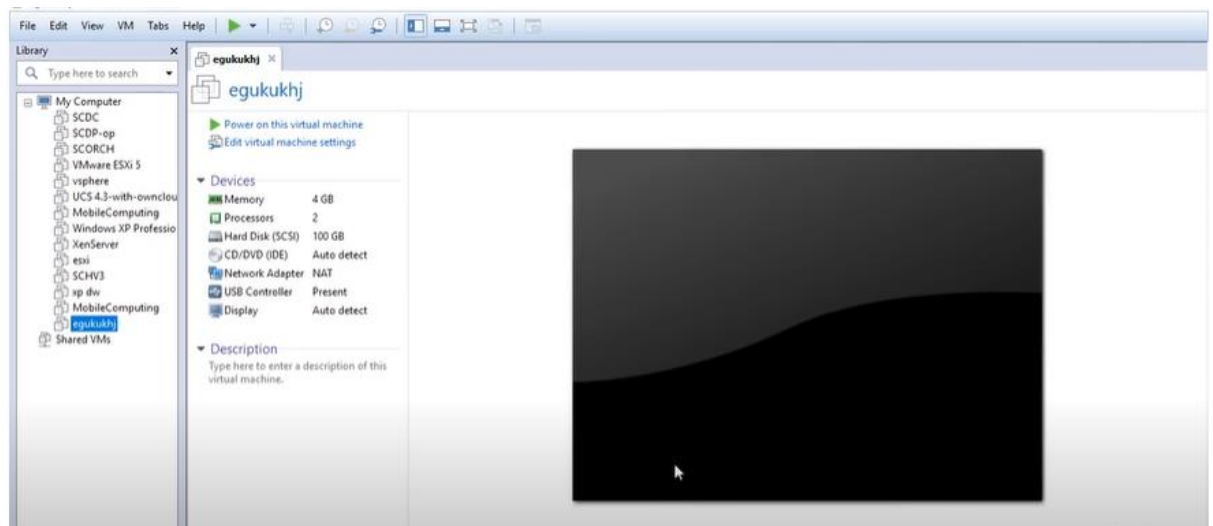 File Edit View VM Tabs Help
Library
Type here to search
My Computer
SCDC
SCDP-op
SCORCH
VMware ESXi 5
vsphere
UCS 4.3-with-ownclou
MobileComputing
Windows XP Professio
XenServer
esxi
SCHV3
xp dw
MobileComputing
egukukhj
Shared VMs
egukukhj
egukukhj
Power on this virtual machine
Edit virtual machine settings
Devices
Memory 4 GB
Processors 2
Hard Disk (SCSI) 100 GB
CD/DVD (IDE) Auto detect
Network Adapter NAT
USB Controller Present
Display Auto detect
Description
Type here to enter a description of this
virtual machine.